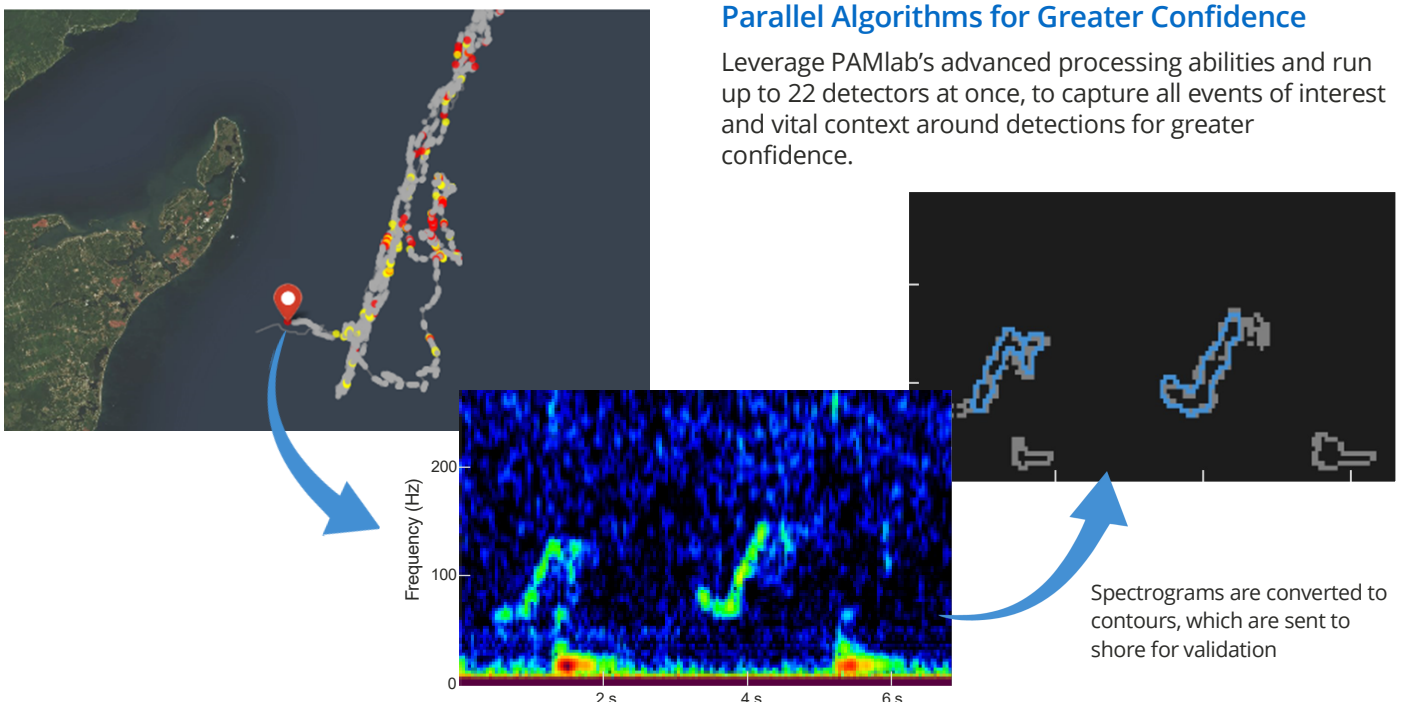 Parallel Algorithms for Greater Confidence
Leverage PAMlab’s advanced processing abilities and run
up to 22 detectors at once, to capture all events of interest
and vital context around detections for greater
confidence.
200
100
0
Frequency (Hz)
2 s
4 s
6 s
Spectrograms are converted to
contours, which are sent to
shore for validation